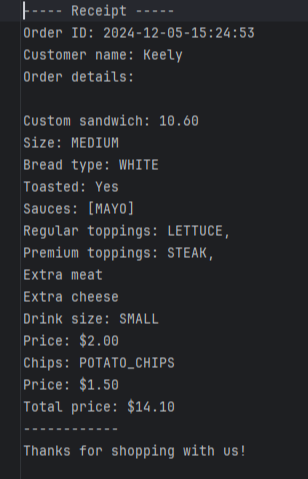 ----- Receipt -----
Order ID: 2024-12-05-15:24:53
Customer name: Keely
Order details:

Custom sandwich: 10.60
Size: MEDIUM
Bread type: WHITE
Toasted: Yes
Sauces: [MAYO]
Regular toppings: LETTUCE,
Premium toppings: STEAK,
Extra meat
Extra cheese
Drink size: SMALL
Price: $2.00
Chips: POTATO_CHIPS
Price: $1.50
Total price: $14.10
------------
Thanks for shopping with us!